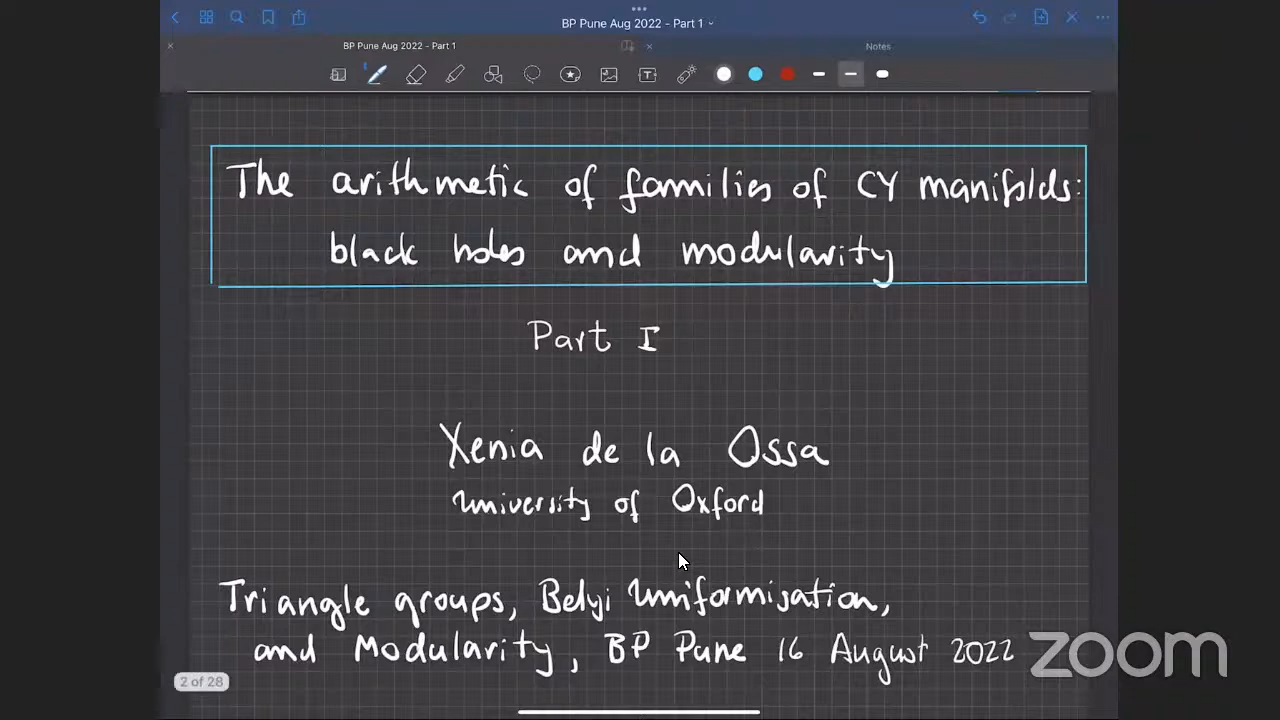 BP Pune Aug 2022 - Part 1
BP Pune Aug 2022 - Part 1
Notes
The arithmetic of families of CY manifolds:
black holes and modularity
Part I
Xenia de la Ossa
University of Oxford
Triangle groups, Belyi Uniformisation,
and Modularity, BP Pune 16 August 2022
zoom
2 of 28